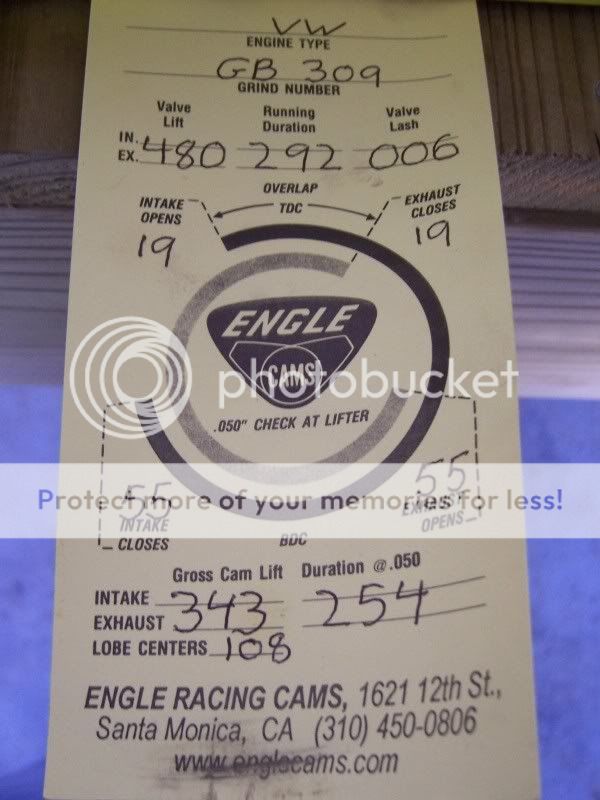 VW
ENGINE TYPE
GB 309
GRIND NUMBER
Valve Lift Running Duration Valve Lash
IN.
EX. 480 292 006
OVERLAP
INTAKE OPENS TDC EXHAUST CLOSES
19 19
ENGLE
CAMS
photobucket
.050" CHECK AT LIFTER
Protect more of your memories for less!
55 55
INTAKE CLOSES BDC EXHAUST OPENS
Gross Cam Lift Duration @ .050
INTAKE
EXHAUST 343 254
LOBE CENTERS 108
ENGLE RACING CAMS, 1621 12th St.,
Santa Monica, CA (310) 450-0806
www.englecams.com